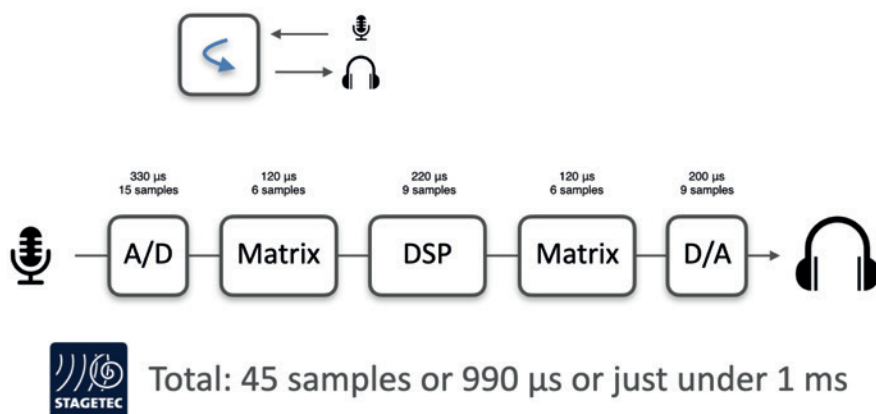 330 µs
15 samples
120 µs
6 samples
220 µs
9 samples
120 µs
6 samples
200 µs
9 samples
A/D
Matrix
DSP
Matrix
D/A
STAGETEC
Total: 45 samples or 990 µs or just under 1 ms